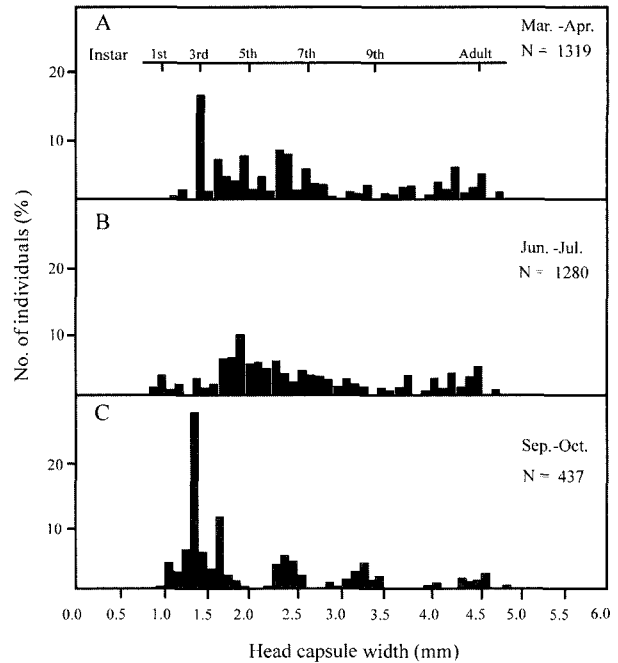 A
Mar. -Apr.
N = 1319
Instar 1st 3rd 5th 7th 9th Adult
20
10
B
Jun. -Jul.
N = 1280
20
10
C
Sep.-Oct.
N = 437
20
10
No. of individuals (%)
0.0 0.5 1.0 1.5 2.0 2.5 3.0 3.5 4.0 4.5 5.0 5.5 6.0
Head capsule width (mm)